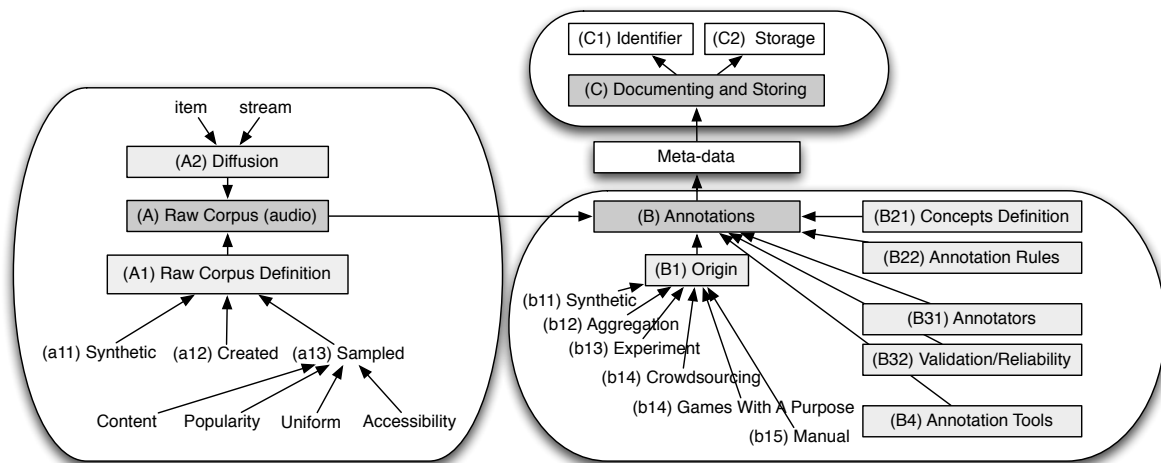 (C1) Identifier
(C2) Storage
(C) Documenting and Storing
Meta-data
item
stream
(A2) Diffusion
(A) Raw Corpus (audio)
(A1) Raw Corpus Definition
(a11) Synthetic
(a12) Created
(a13) Sampled
Content
Popularity
Uniform
Accessibility
(B) Annotations
(B1) Origin
(b11) Synthetic
(b12) Aggregation
(b13) Experiment
(b14) Crowdsourcing
(b14) Games With A Purpose
(b15) Manual
(B21) Concepts Definition
(B22) Annotation Rules
(B31) Annotators
(B32) Validation/Reliability
(B4) Annotation Tools